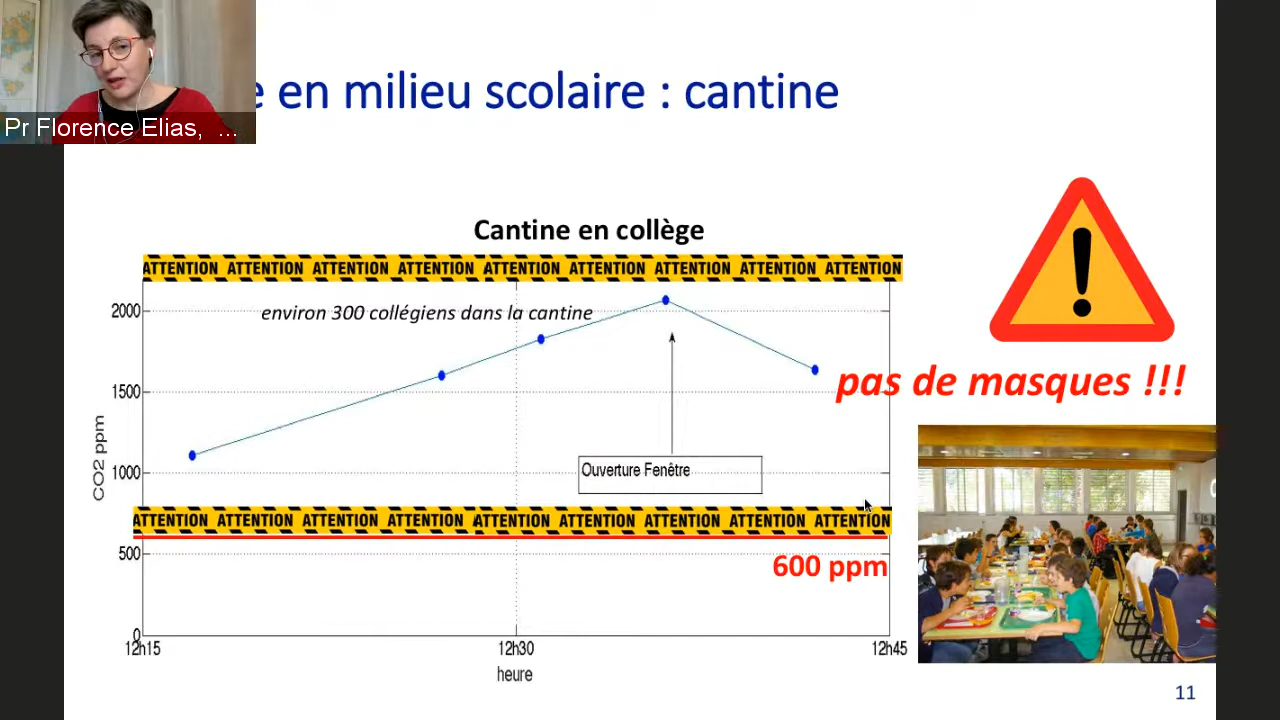 Pr Florence Elias, ...
e en milieu scolaire : cantine
Cantine en collège
ATTENTION ATTENTION ATTENTION ATTENTION ATTENTION ATTENTION ATTENTION ATTENTION ATTENTION
environ 300 collégiens dans la cantine
2000
1500
1000
500
0
CO2 ppm
Ouverture Fenêtre
ATTENTION ATTENTION ATTENTION ATTENTION ATTENTION ATTENTION ATTENTION ATTENTION ATTENTION
600 ppm
12h15 12h30 12h45
heure
pas de masques !!!
11